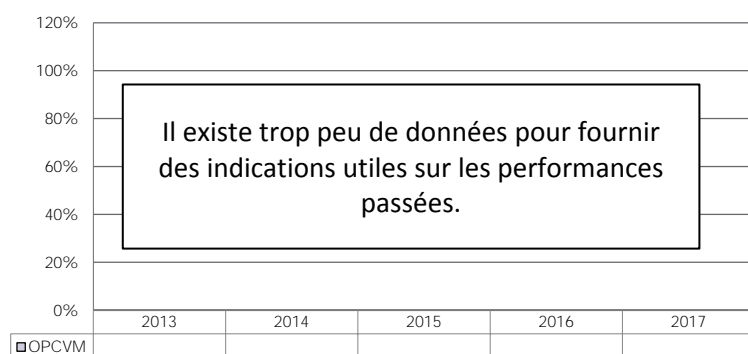 120%
100%
80%
60%
40%
20%
0%
Il existe trop peu de données pour fournir
des indications utiles sur les performances
passées.
2013 2014 2015 2016 2017
OPCVM